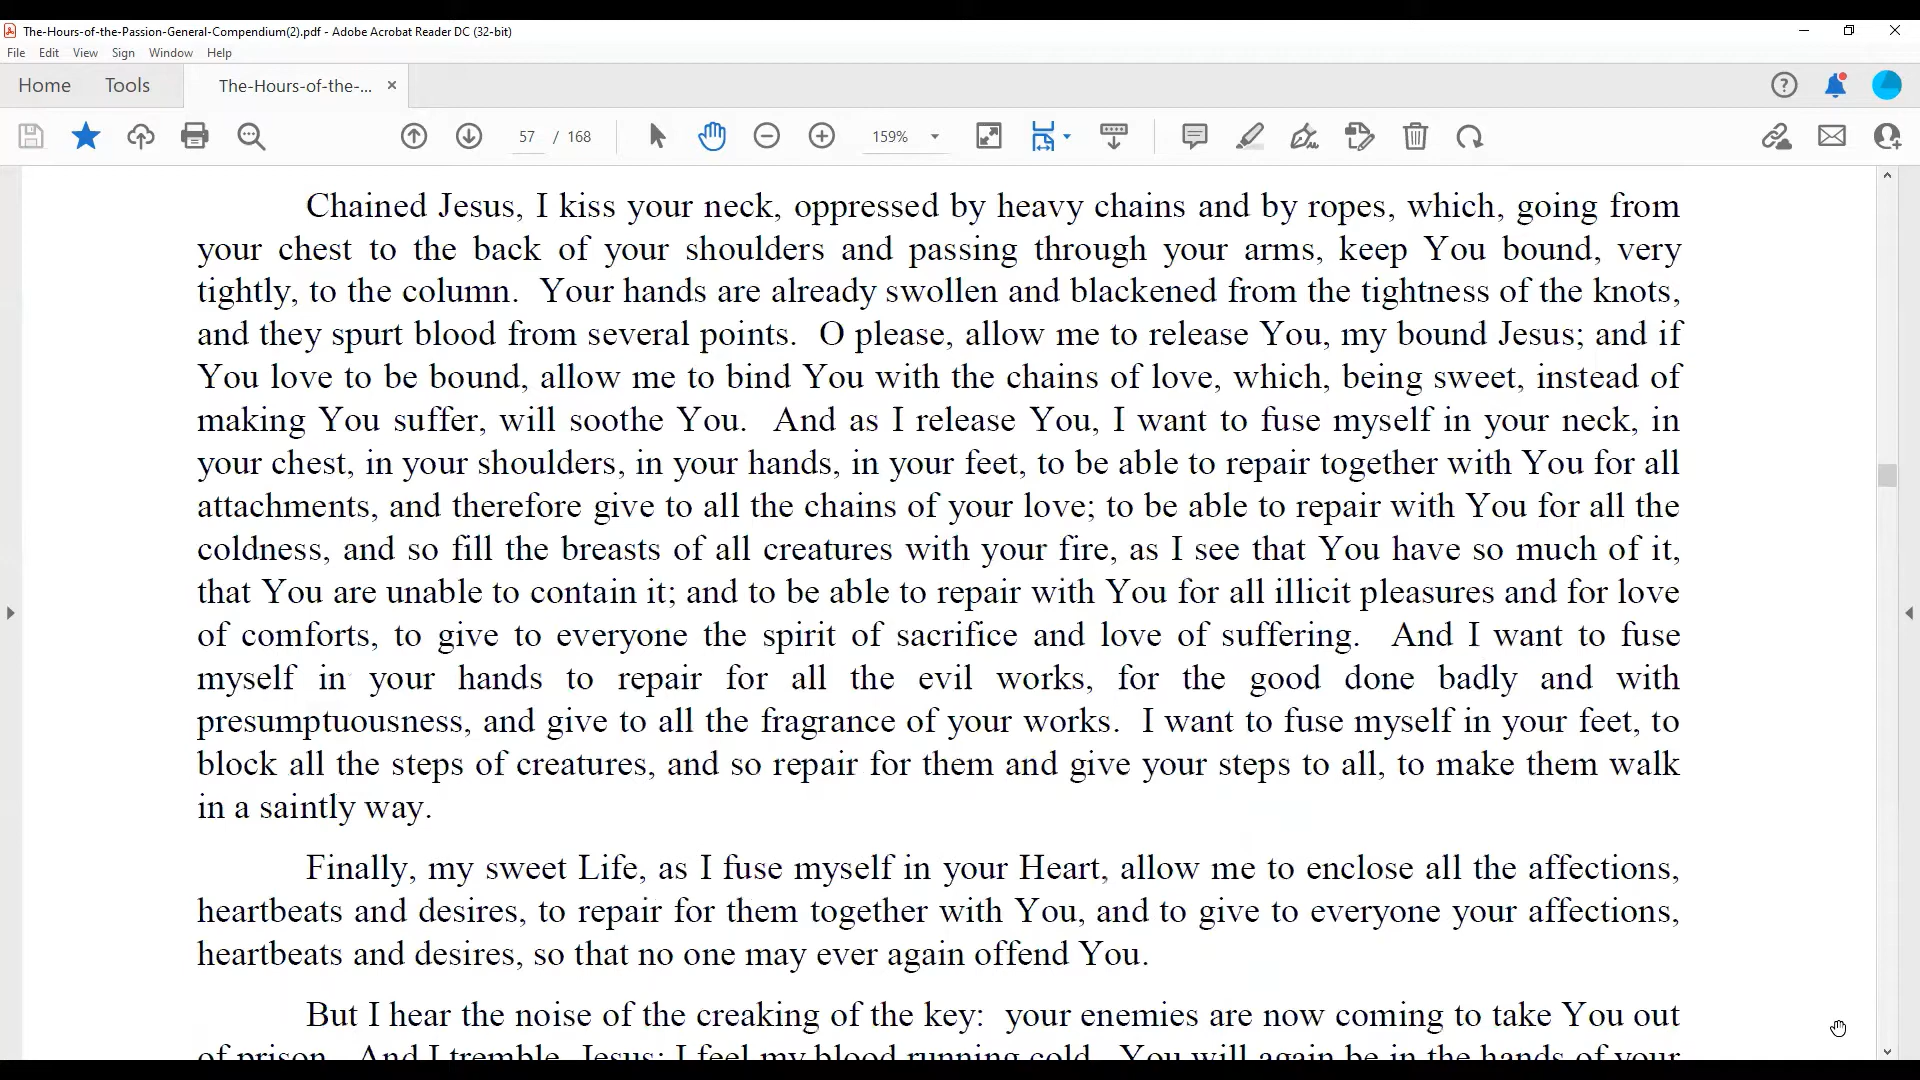 The-Hours-of-the-Passion-General-Compendium(2).pdf - Adobe Acrobat Reader DC (32-bit)
File Edit View Sign Window Help
Home Tools The-Hours-of-the-... ×
57 / 168 159%
Chained Jesus, I kiss your neck, oppressed by heavy chains and by ropes, which, going from
your chest to the back of your shoulders and passing through your arms, keep You bound, very
tightly, to the column. Your hands are already swollen and blackened from the tightness of the knots,
and they spurt blood from several points. O please, allow me to release You, my bound Jesus; and if
You love to be bound, allow me to bind You with the chains of love, which, being sweet, instead of
making You suffer, will soothe You. And as I release You, I want to fuse myself in your neck, in
your chest, in your shoulders, in your hands, in your feet, to be able to repair together with You for all
attachments, and therefore give to all the chains of your love; to be able to repair with You for all the
coldness, and so fill the breasts of all creatures with your fire, as I see that You have so much of it,
that You are unable to contain it; and to be able to repair with You for all illicit pleasures and for love
of comforts, to give to everyone the spirit of sacrifice and love of suffering. And I want to fuse
myself in your hands to repair for all the evil works, for the good done badly and with
presumptuousness, and give to all the fragrance of your works. I want to fuse myself in your feet, to
block all the steps of creatures, and so repair for them and give your steps to all, to make them walk
in a saintly way.
Finally, my sweet Life, as I fuse myself in your Heart, allow me to enclose all the affections,
heartbeats and desires, to repair for them together with You, and to give to everyone your affections,
heartbeats and desires, so that no one may ever again offend You.
But I hear the noise of the creaking of the key: your enemies are now coming to take You out
of prison. And I tremble, Jesus; I feel my blood running cold. You will again be in the hands of your